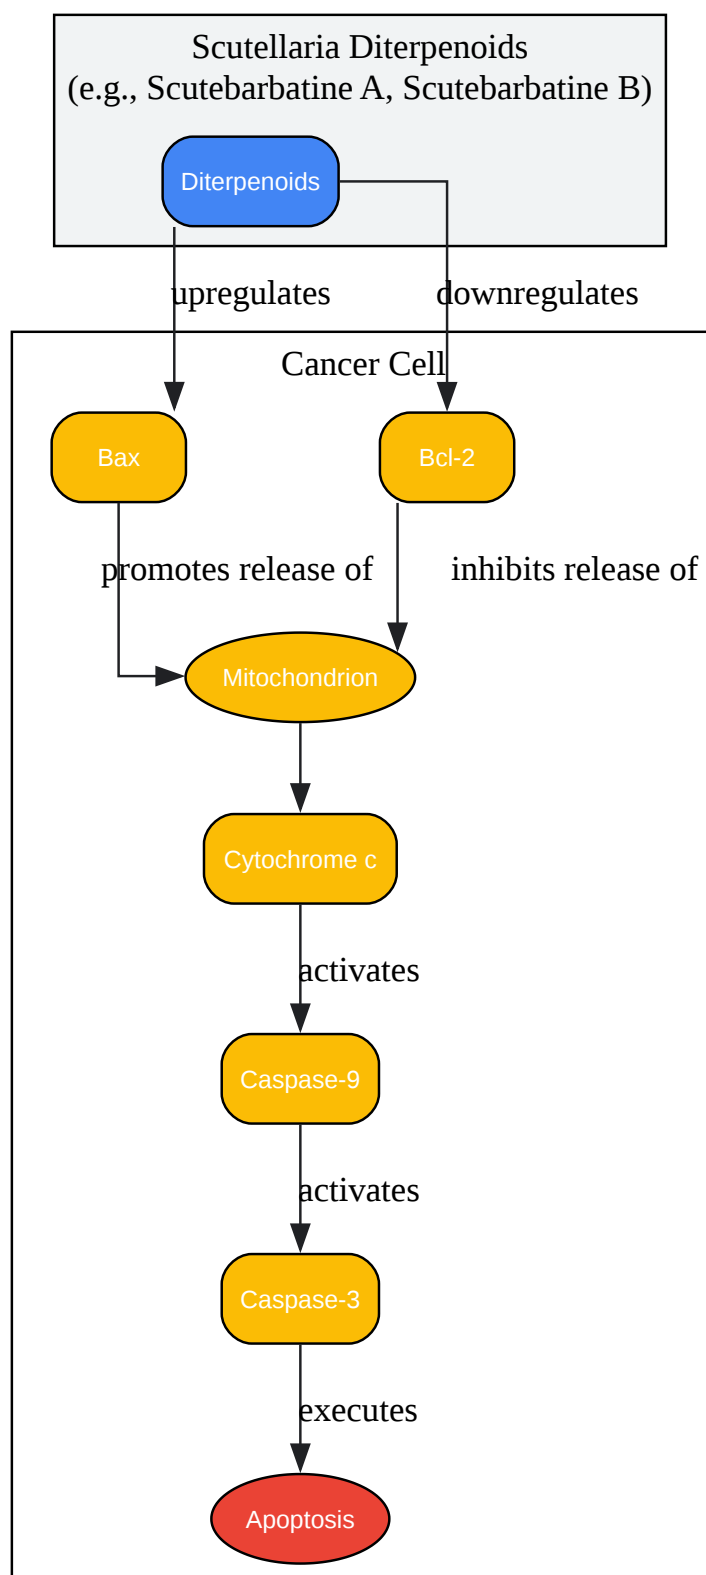 Scutellaria Diterpenoids
(e.g., Scutebarbatine A, Scutebarbatine B)
Diterpenoids
upregulates
downregulates
Cancer Cell
Bax
Bcl-2
promotes release of
inhibits release of
Mitochondrion
Cytochrome c
activates
Caspase-9
activates
Caspase-3
executes
Apoptosis